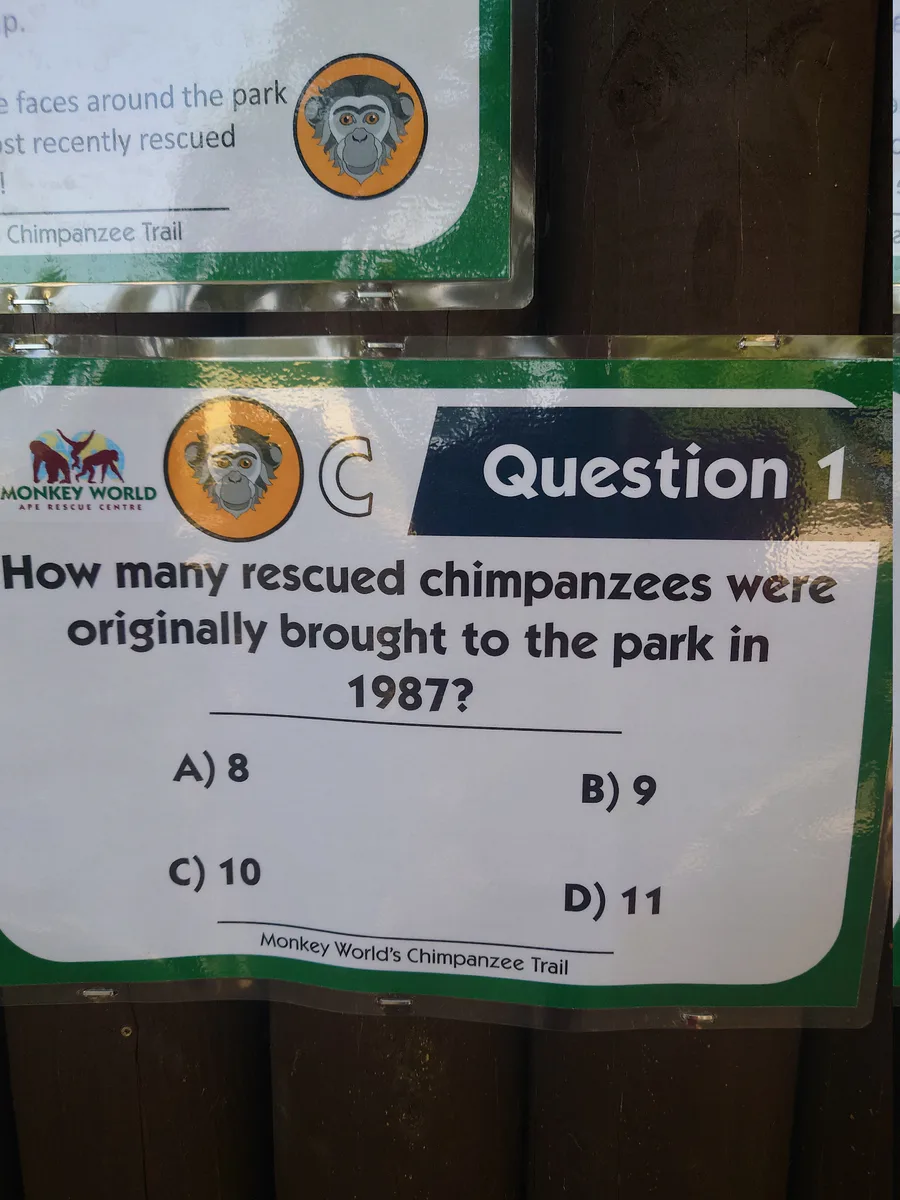 p.
e faces around the park
st recently rescued
!
Chimpanzee Trail
MONKEY WORLD
APE RESCUE CENTRE
C
Question 1
How many rescued chimpanzees were
originally brought to the park in
1987?
A) 8
B) 9
C) 10
D) 11
Monkey World's Chimpanzee Trail